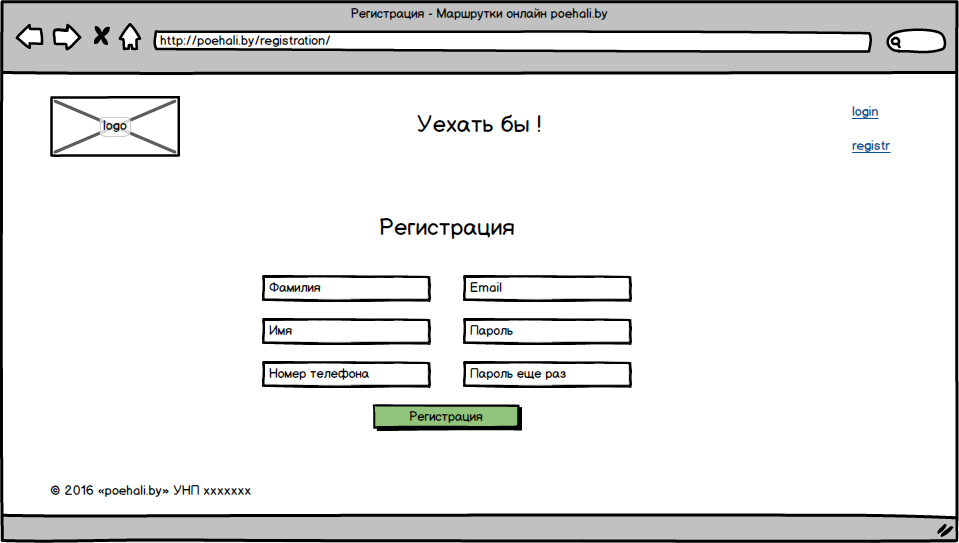 Регистрация - Маршрутки онлайн poehali.by
http://poehali.by/registration/
logo
Уехать бы !
login
registr
Регистрация
Фамилия
Email
Имя
Пароль
Номер телефона
Пароль еще раз
Регистрация
© 2016 «poehali.by» УНП xxxxxxx